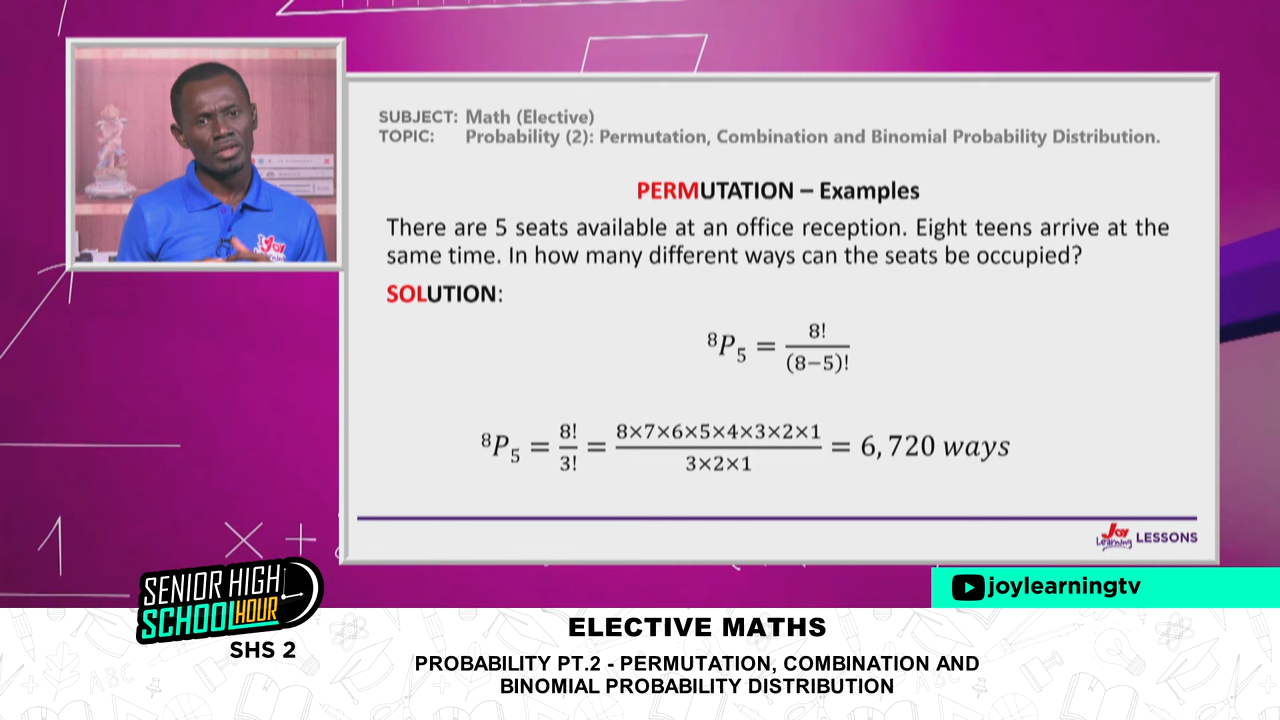 SUBJECT: Math (Elective)
TOPIC: Probability (2): Permutation, Combination and Binomial Probability Distribution.
PERMUTATION – Examples
There are 5 seats available at an office reception. Eight teens arrive at the
same time. In how many different ways can the seats be occupied?
SOLUTION:
⁸P₅ = 8!/(8−5)!
⁸P₅ = 8!/3! = 8×7×6×5×4×3×2×1/3×2×1 = 6,720 ways
Joy Learning LESSONS
joylearningtv
SENIOR HIGH
SCHOOL HOUR
SHS 2
ELECTIVE MATHS
PROBABILITY PT.2 - PERMUTATION, COMBINATION AND
BINOMIAL PROBABILITY DISTRIBUTION